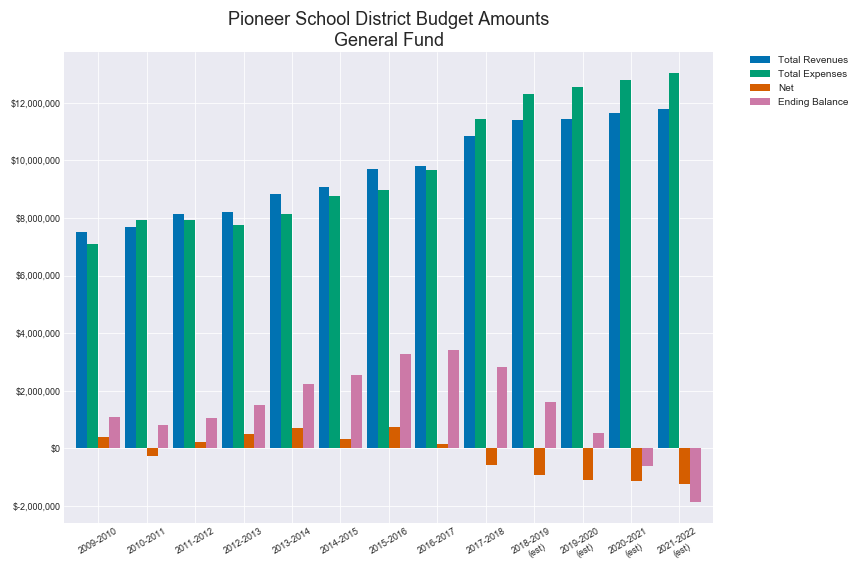 Pioneer School District Budget Amounts
General Fund
Total Revenues
Total Expenses
Net
Ending Balance
$12,000,000
$10,000,000
$8,000,000
$6,000,000
$4,000,000
$2,000,000
$0
$-2,000,000
2009-2010
2010-2011
2011-2012
2012-2013
2013-2014
2014-2015
2015-2016
2016-2017
2017-2018
2018-2019
(est)
2019-2020
(est)
2020-2021
(est)
2021-2022
(est)